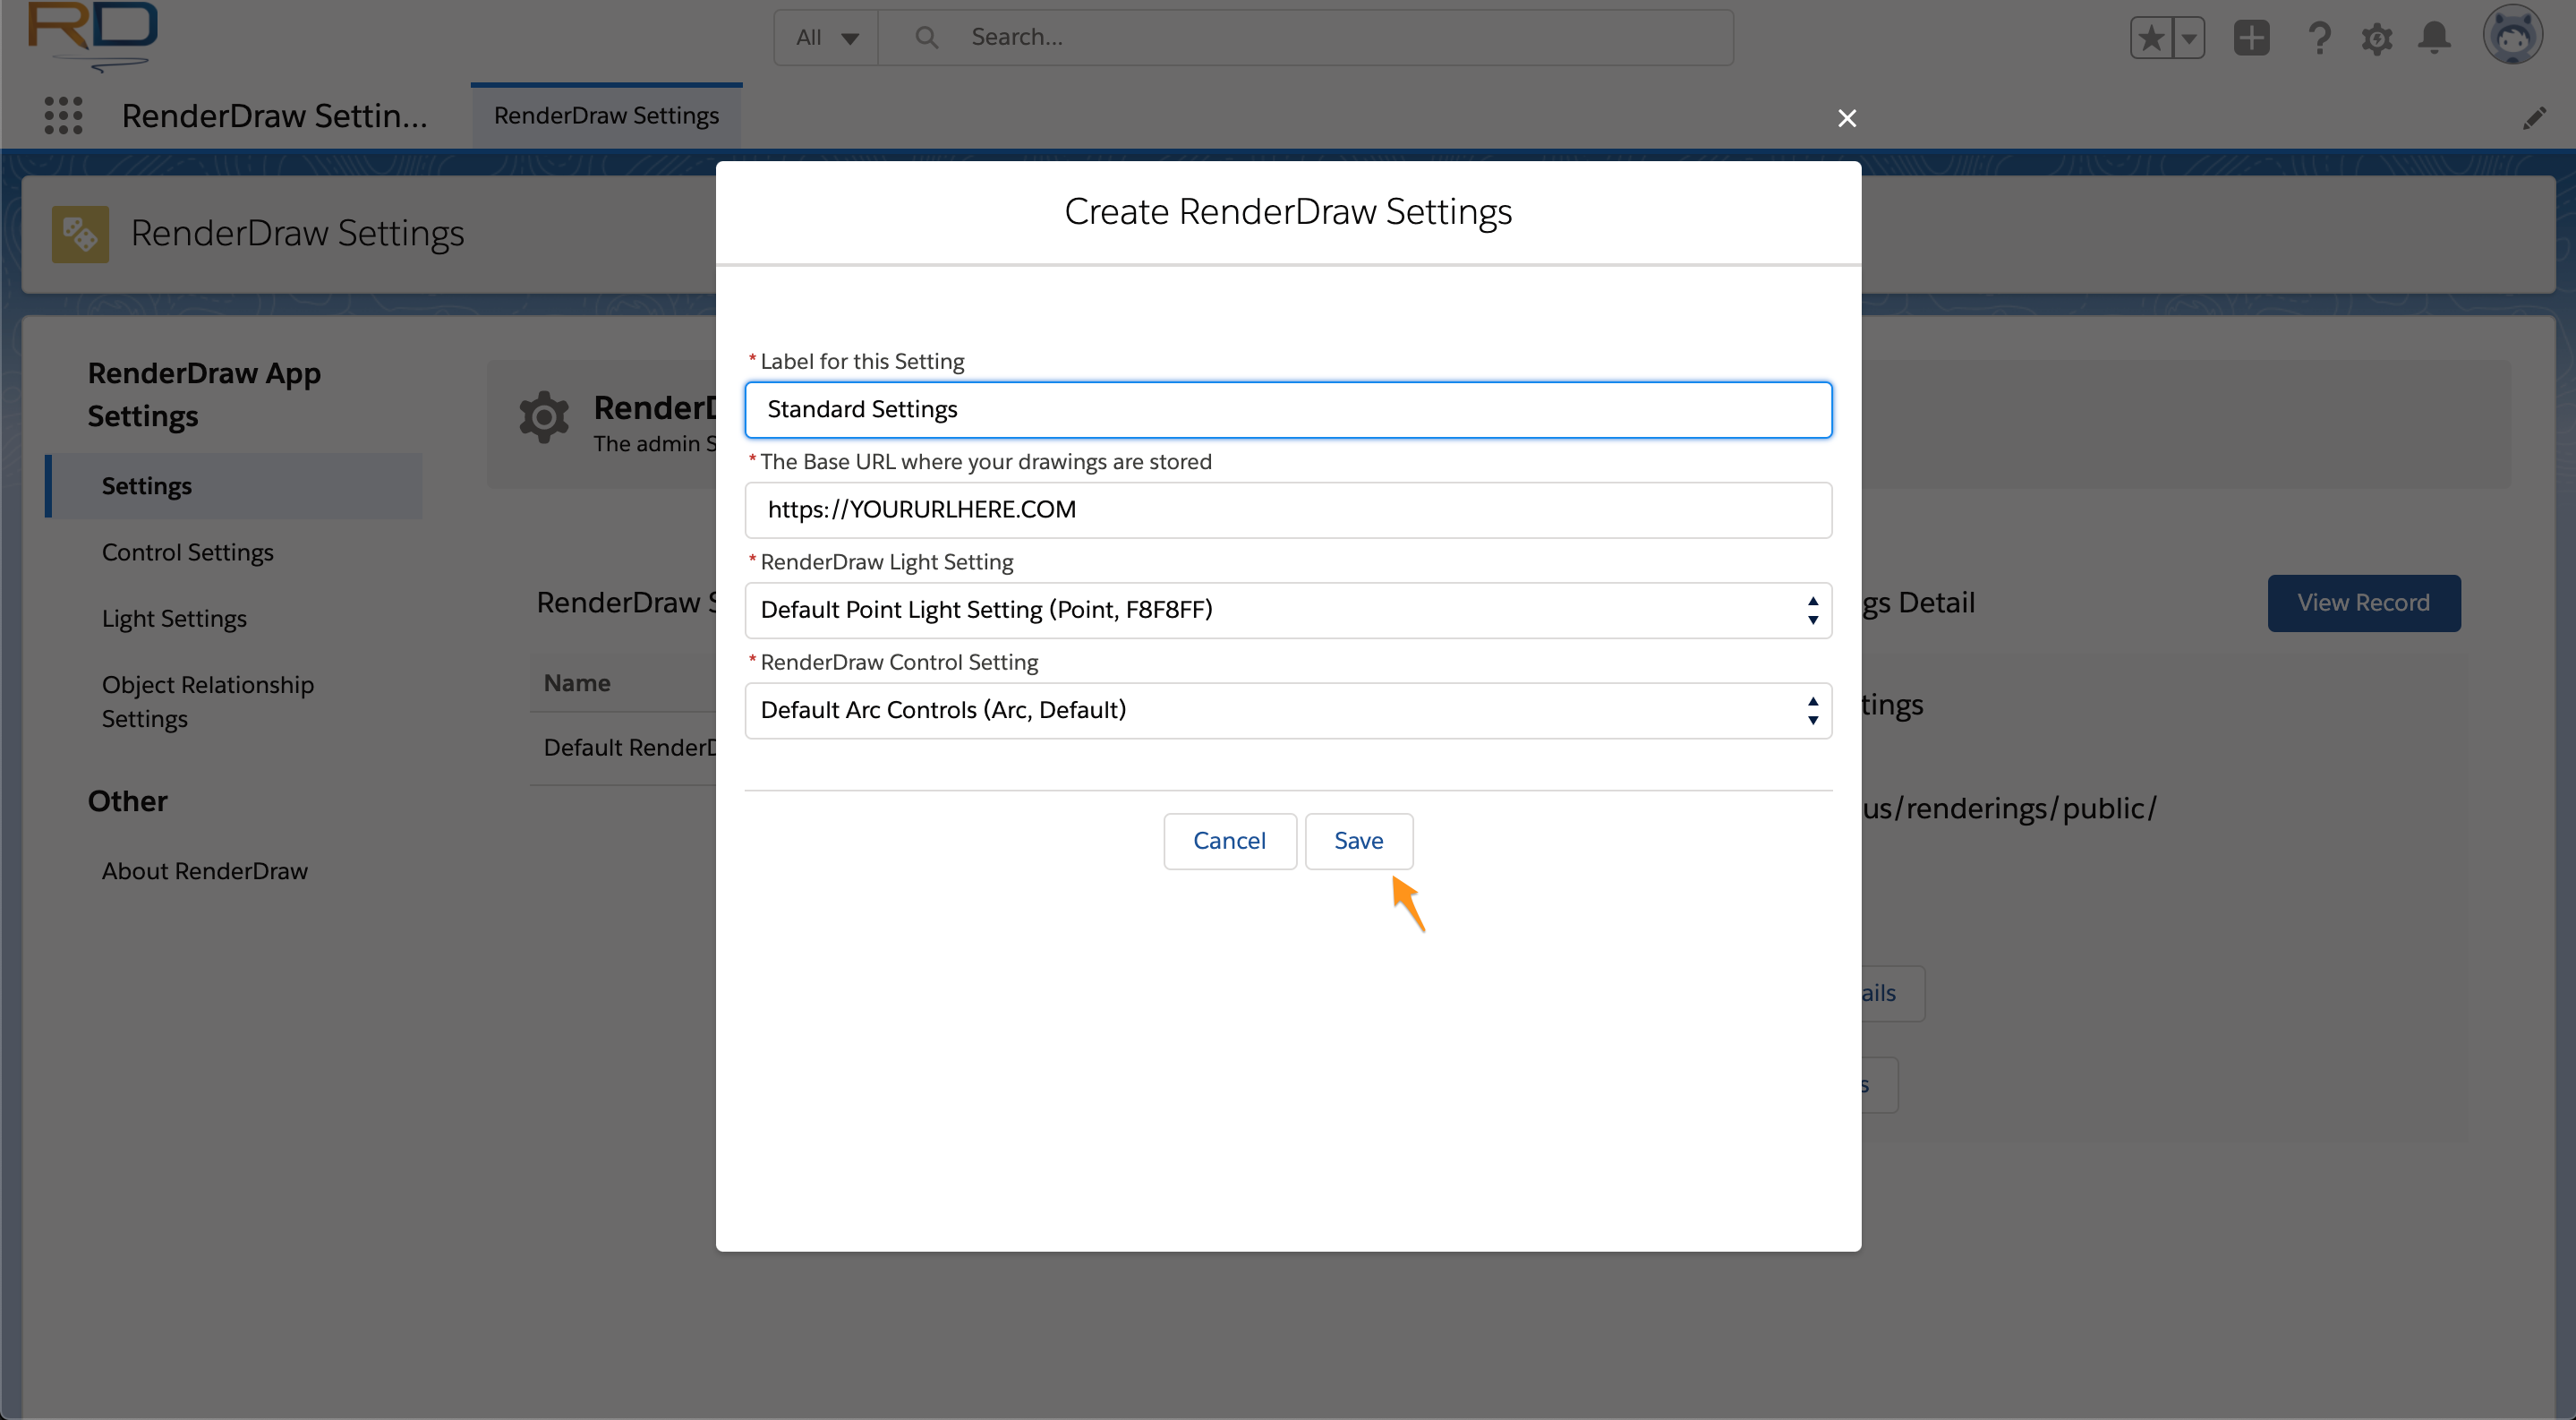 RD
All
Search...
RenderDraw Settin...
RenderDraw Settings
RenderDraw Settings
Create RenderDraw Settings
RenderDraw App
Settings
Settings
Control Settings
Light Settings
Object Relationship
Settings
Other
About RenderDraw
RenderD
The admin S
RenderDraw S
Name
Default RenderD
* Label for this Setting
Standard Settings
* The Base URL where your drawings are stored
https://YOURURLHERE.COM
* RenderDraw Light Setting
Default Point Light Setting (Point, F8F8FF)
* RenderDraw Control Setting
Default Arc Controls (Arc, Default)
Cancel
Save
gs Detail
View Record
tings
us/renderings/public/
ails
s